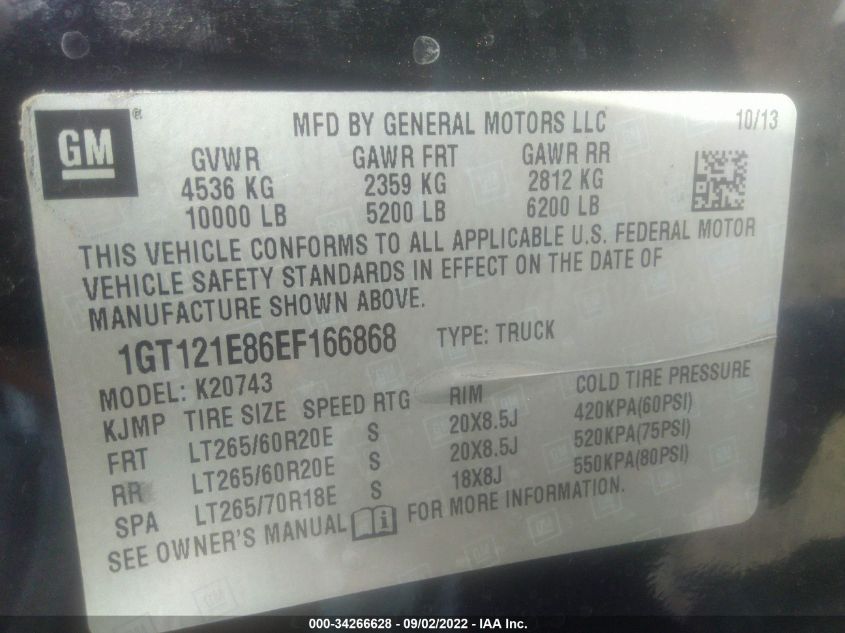 GM
MFD BY GENERAL MOTORS LLC 10/13
GVWR GAWR FRT GAWR RR
4536 KG 2359 KG 2812 KG
10000 LB 5200 LB 6200 LB
THIS VEHICLE CONFORMS TO ALL APPLICABLE U.S. FEDERAL MOTOR
VEHICLE SAFETY STANDARDS IN EFFECT ON THE DATE OF
MANUFACTURE SHOWN ABOVE.
1GT121E86EF166868 TYPE: TRUCK
MODEL: K20743
KJMP TIRE SIZE SPEED RTG RIM COLD TIRE PRESSURE
FRT LT265/60R20E S 20X8.5J 420KPA(60PSI)
RR LT265/60R20E S 20X8.5J 520KPA(75PSI)
SPA LT265/70R18E S 18X8J 550KPA(80PSI)
SEE OWNER'S MANUAL FOR MORE INFORMATION.
000-34266628 - 09/02/2022 - IAA Inc.